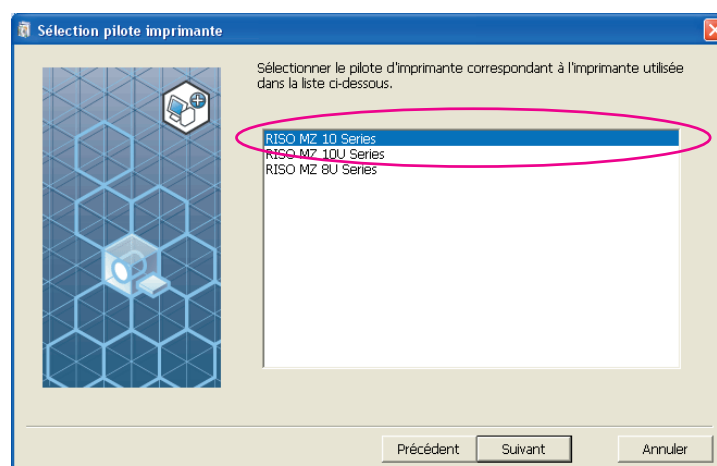 Sélection pilote imprimante
Sélectionner le pilote d'imprimante correspondant à l'imprimante utilisée
dans la liste ci-dessous.
RISO MZ 10 Series
RISO MZ 10U Series
RISO MZ 8U Series
Précédent
Suivant
Annuler